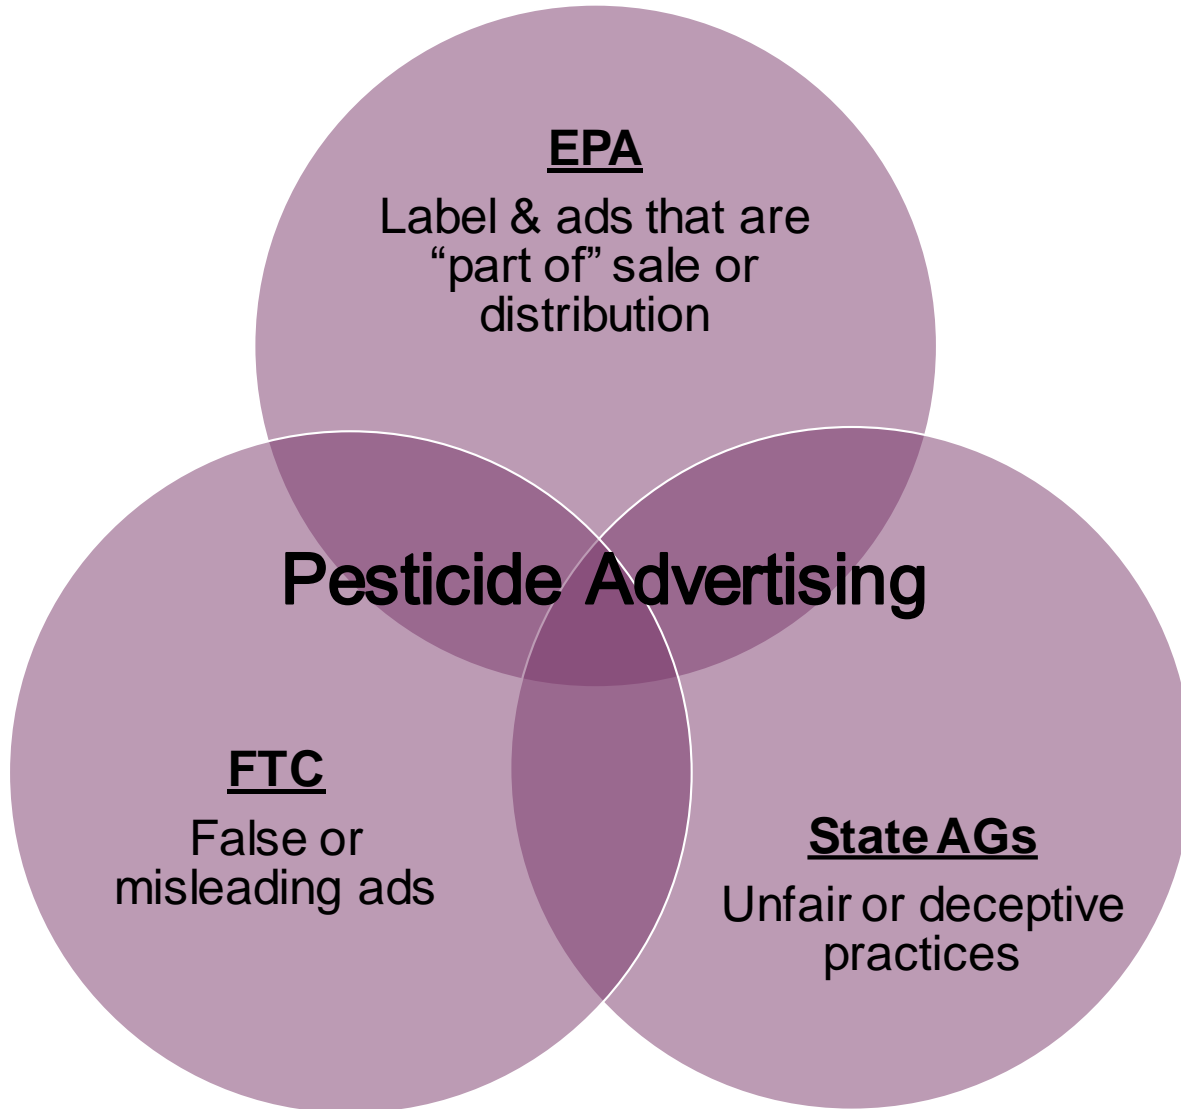 EPA
Label & ads that are
“part of” sale or
distribution
Pesticide Advertising
FTC
False or
misleading ads
State AGs
Unfair or deceptive
practices